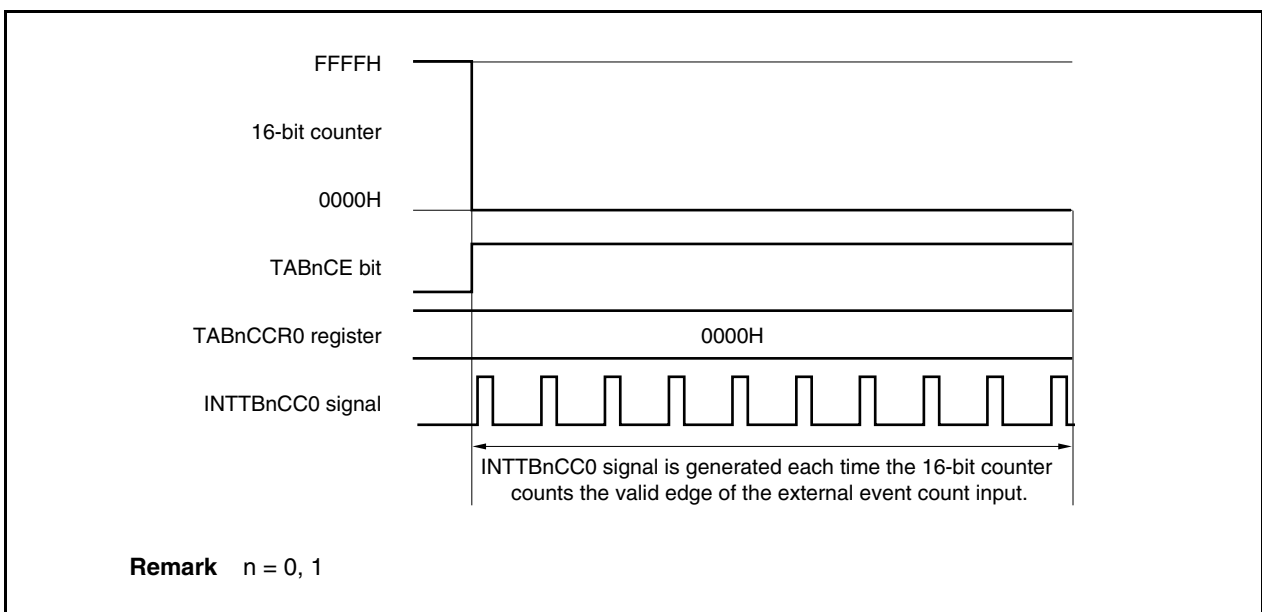 FFFFH
16-bit counter
0000H
TABnCE bit
TABnCCR0 register
0000H
INTTBnCC0 signal
INTTBnCC0 signal is generated each time the 16-bit counter
counts the valid edge of the external event count input.
Remark n = 0, 1